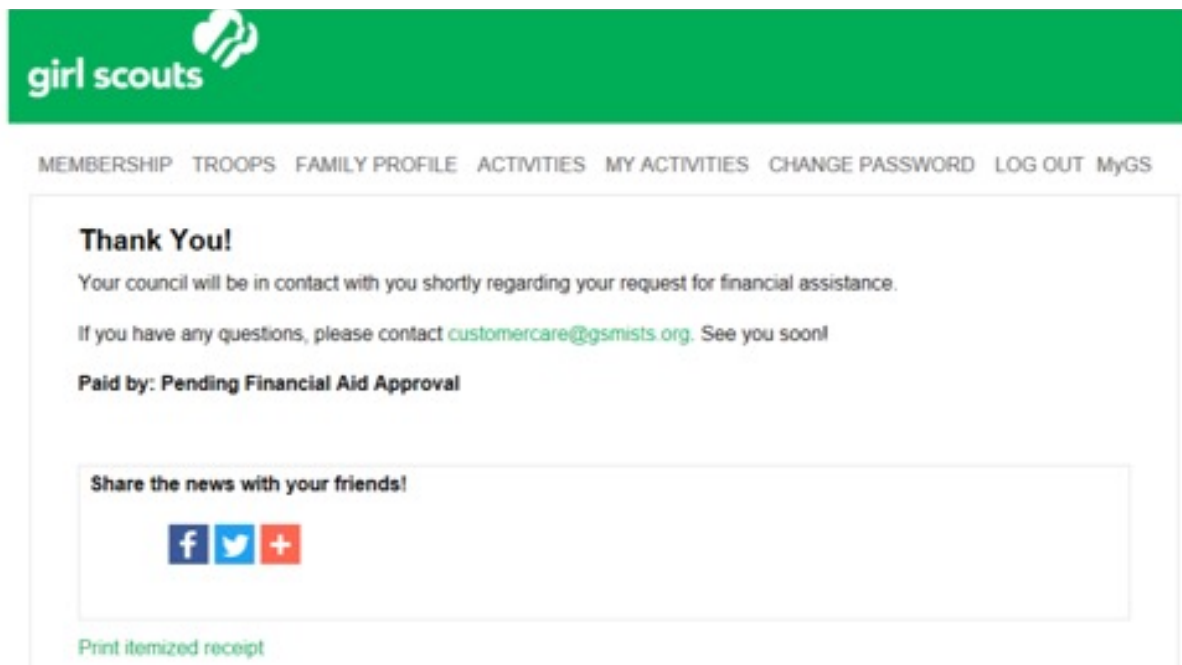 girl scouts
MEMBERSHIP TROOPS FAMILY PROFILE ACTIVITIES MY ACTIVITIES CHANGE PASSWORD LOG OUT MyGS
Thank You!
Your council will be in contact with you shortly regarding your request for financial assistance.
If you have any questions, please contact customercare@gsmists.org. See you soon!
Paid by: Pending Financial Aid Approval
Share the news with your friends!
Print itemized receipt